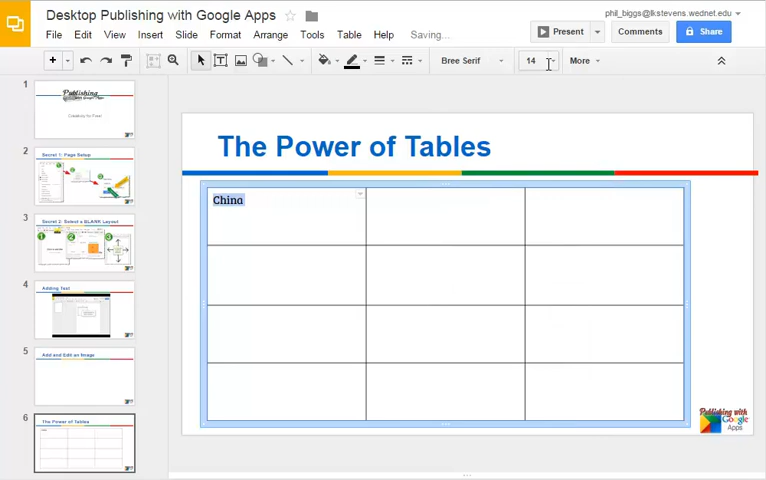 Desktop Publishing with Google Apps
phil_biggs@lkstevens.wednet.edu
File Edit View Insert Slide Format Arrange Tools Table Help Saving...
Present
Comments
Share
Bree Serif
14
More
1
Publishing
Creativity for Free!
2
Secret 1: Page Setup
3
Secret 2: Select a BLANK Layout
4
Adding Text
5
Add and Edit an Image
6
The Power of Tables
The Power of Tables
China
Publishing with
Google
Apps